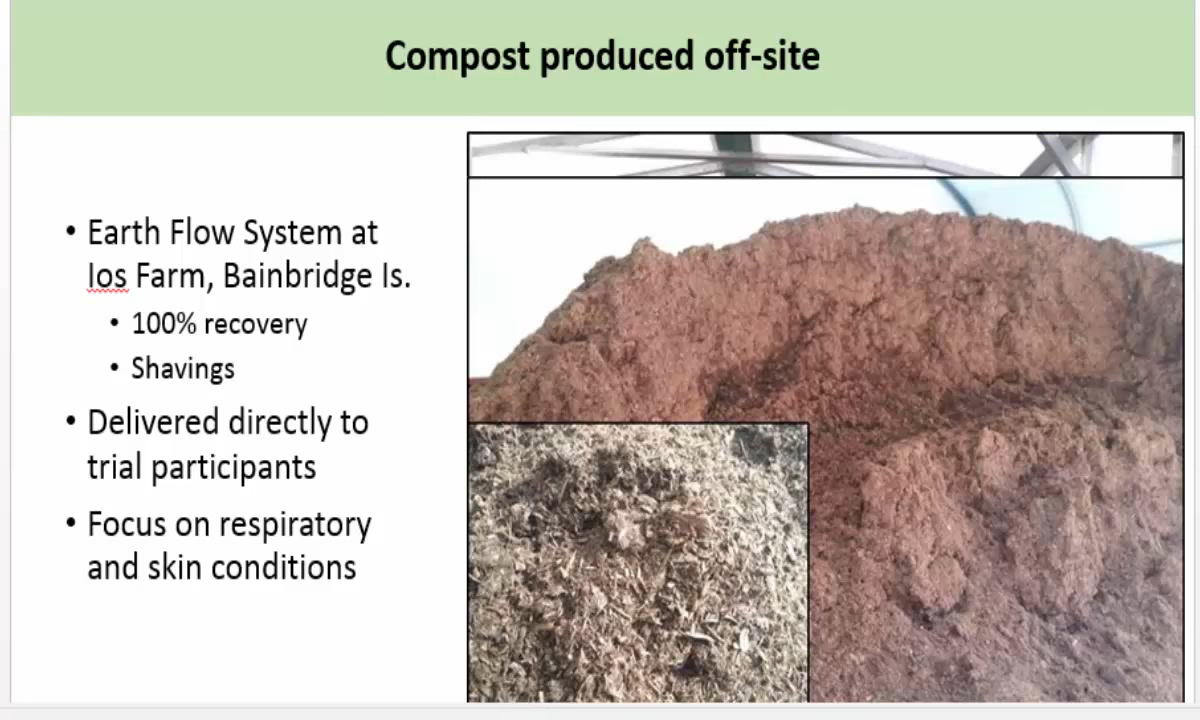 Compost produced off-site
• Earth Flow System at
Ios Farm, Bainbridge Is.
• 100% recovery
• Shavings
• Delivered directly to
trial participants
• Focus on respiratory
and skin conditions